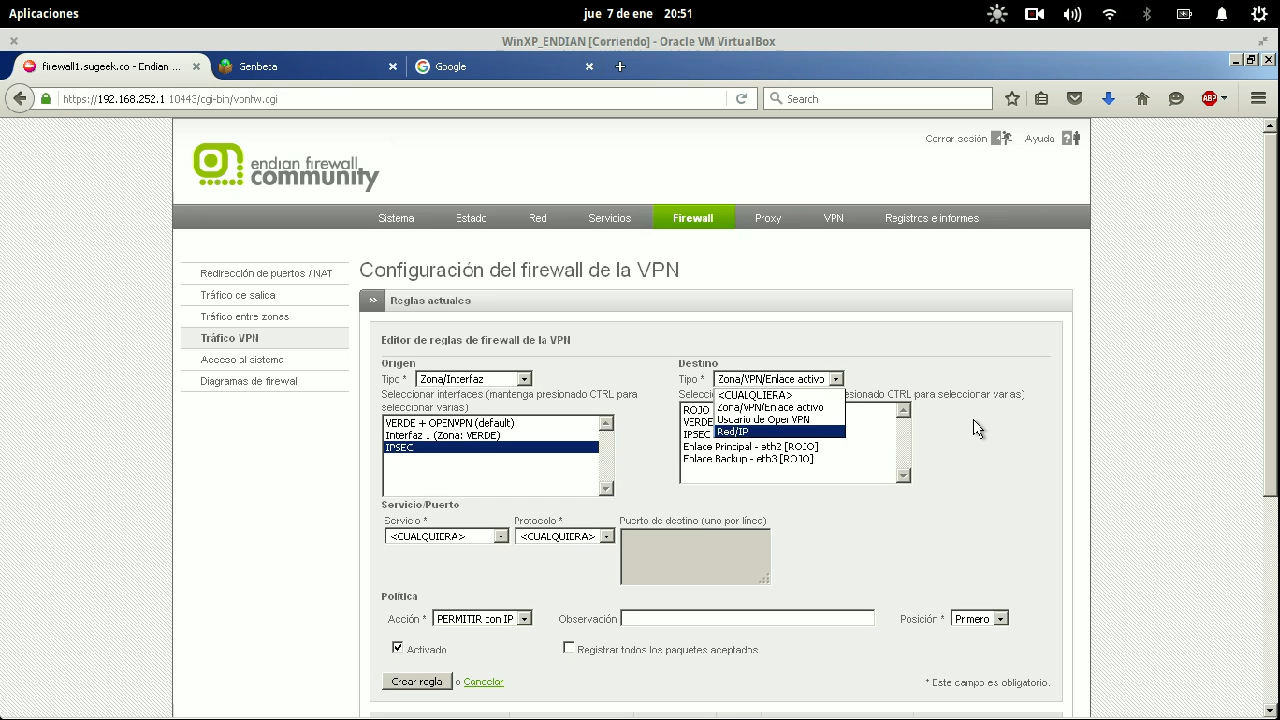 Aplicaciones
jue 7 de ene 20:51
WinXP_ENDIAN [Corriendo] - Oracle VM VirtualBox
firewall1.sugeek.co - Endian ...
Genbeta
Google
https://192.168.252.1:10443/cgi-bin/vpnfw.cgi
Search
ABP
Cerrar sesión
Ayuda
endian firewall
community
Sistema
Estado
Red
Servicios
Firewall
Proxy
VPN
Registros e informes
Redirección de puertos / NAT
Tráfico de salida
Tráfico entre zonas
Tráfico VPN
Acceso al sistema
Diagramas de firewall
Configuración del firewall de la VPN
Reglas actuales
Editor de reglas de firewall de la VPN
Origen
Tipo * Zona/Interfaz
Seleccionar interfaces (mantenga presionado CTRL para
seleccionar varias)
VERDE + OPENVPN (default)
Interfaz 1 (Zona: VERDE)
IPSEC
Destino
Tipo * Zona/VPN/Enlace activo
<CUALQUIERA>
Zona/VPN/Enlace activo
Usuario de OpenVPN
Red/IP
Selecci
esionado CTRL para seleccionar varias)
ROJO
VERDE
IPSEC
Enlace Principal - eth2 [ROJO]
Enlace Backup - eth3 [ROJO]
Servicio/Puerto
Servicio * Protocolo * Puerto de destino (uno por línea)
<CUALQUIERA> <CUALQUIERA>
Política
Acción * PERMITIR con IP Observación Posición * Primero
Activado Registrar todos los paquetes aceptados
Crear regla o Cancelar * Este campo es obligatorio.